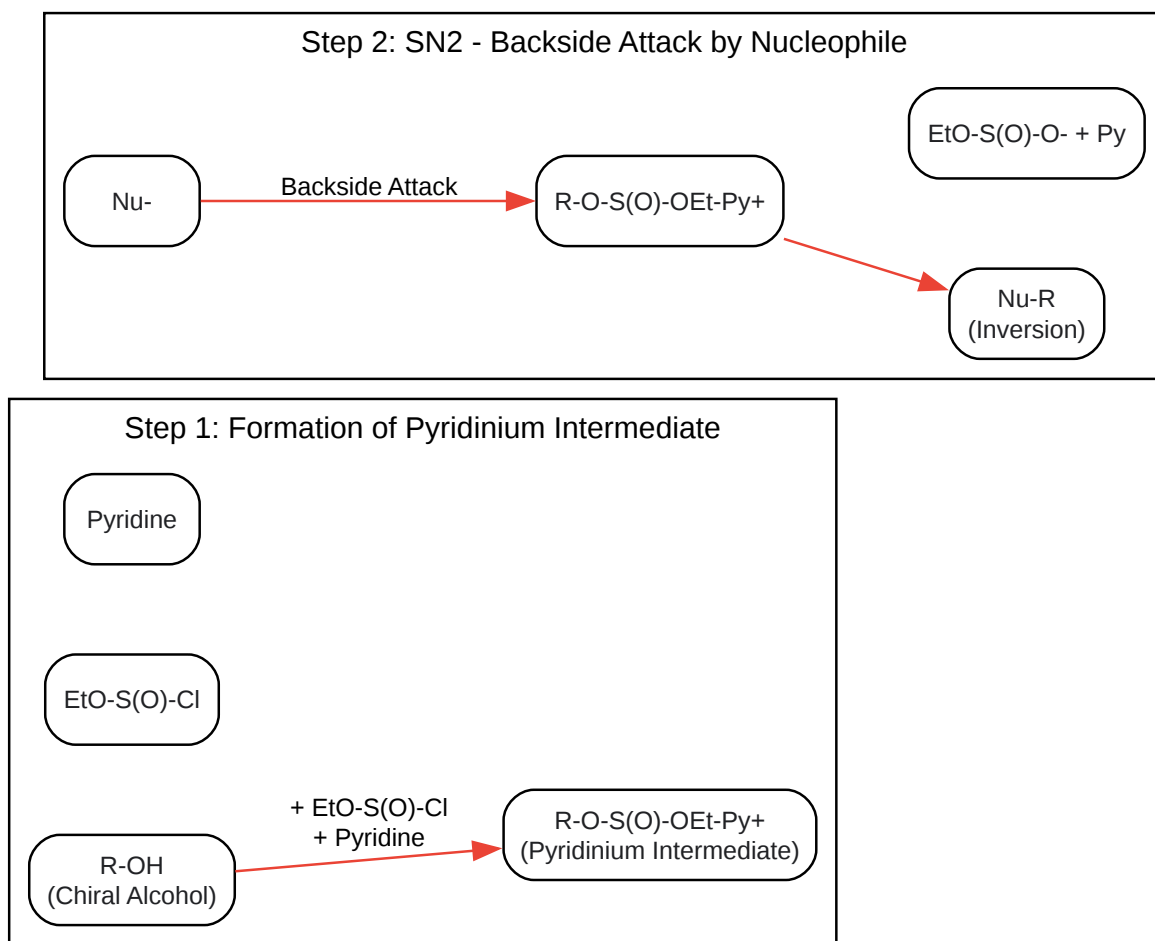 Step 2: SN2 - Backside Attack by Nucleophile
EtO-S(O)-O- + Py
Nu-
Backside Attack
R-O-S(O)-OEt-Py+
Nu-R
(Inversion)
Step 1: Formation of Pyridinium Intermediate
Pyridine
EtO-S(O)-Cl
R-OH
(Chiral Alcohol)
+ EtO-S(O)-Cl
+ Pyridine
R-O-S(O)-OEt-Py+
(Pyridinium Intermediate)